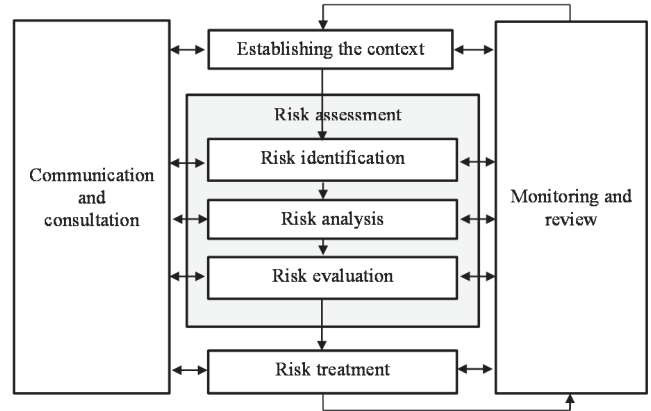 Establishing the context
Risk assessment
Risk identification
Communication
and
consultation
Risk analysis
Monitoring and
review
Risk evaluation
Risk treatment